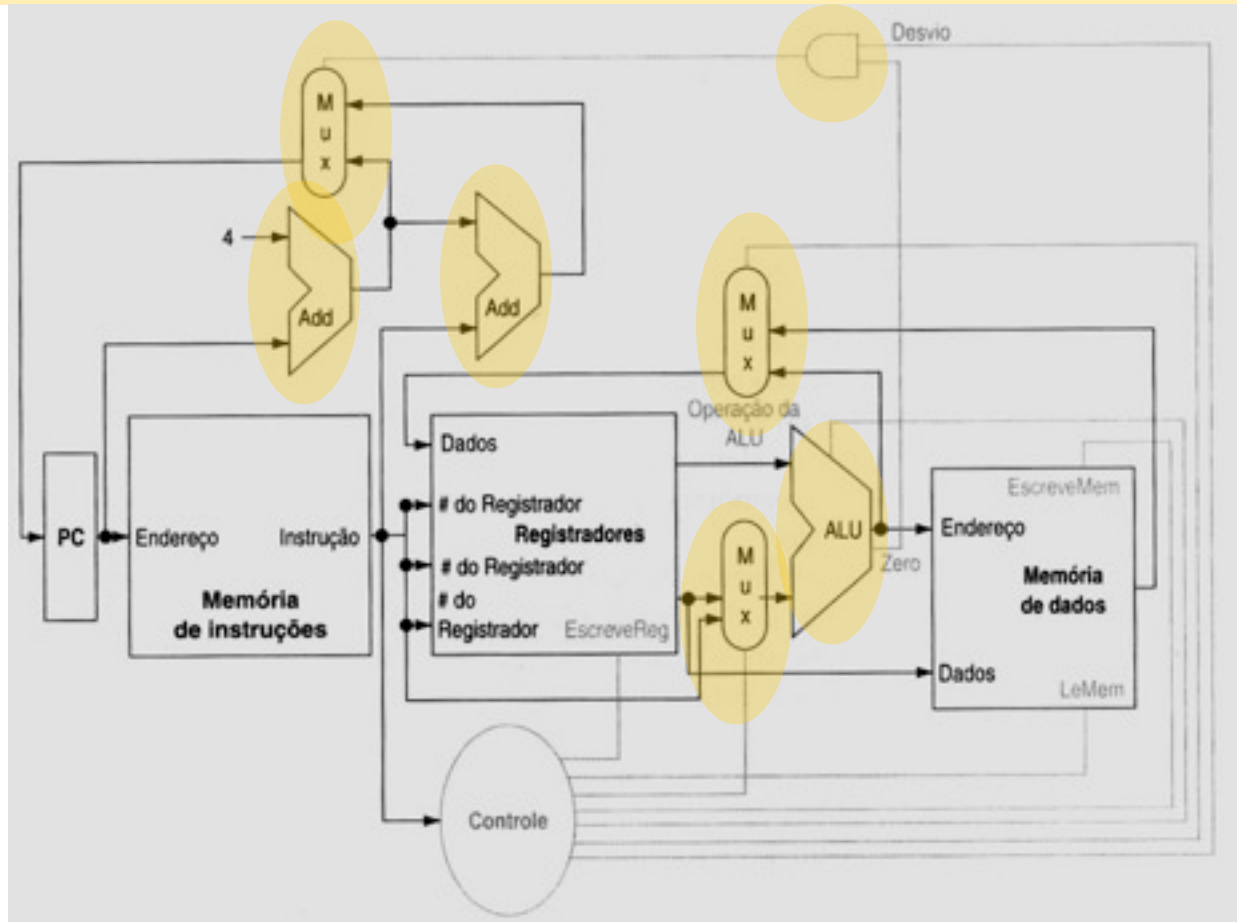 Desvio
M
u
x
4
Add
Add
M
u
x
Operação da
ALU
Dados
EscreveMem
PC
Endereço
Instrução
# do Registrador
Registradores
M
u
x
ALU
Endereço
Zero
# do Registrador
Memória
de dados
Memória
de instruções
# do
Registrador
EscreveReg
Dados
LeMem
Controle